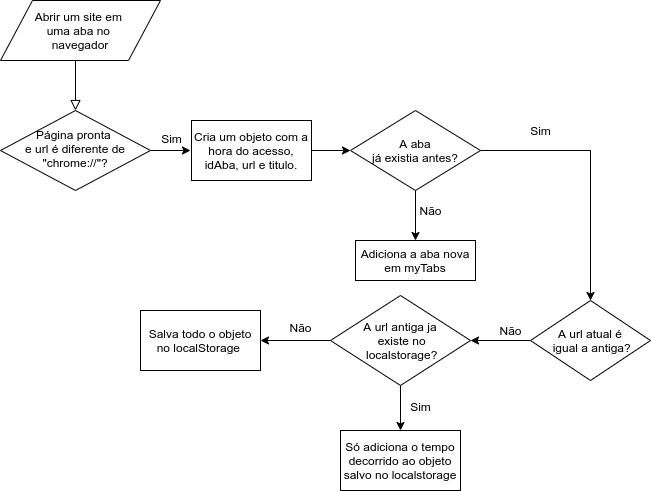 Abrir um site em
uma aba no
navegador
Página pronta
e url é diferente de
"chrome://"?
Sim
Cria um objeto com a
hora do acesso,
idAba, url e titulo.
A aba
já existia antes?
Sim
Não
Adiciona a aba nova
em myTabs
A url atual é
igual a antiga?
Não
A url antiga ja
existe no
localstorage?
Não
Salva todo o objeto
no localStorage
Sim
Só adiciona o tempo
decorrido ao objeto
salvo no localstorage